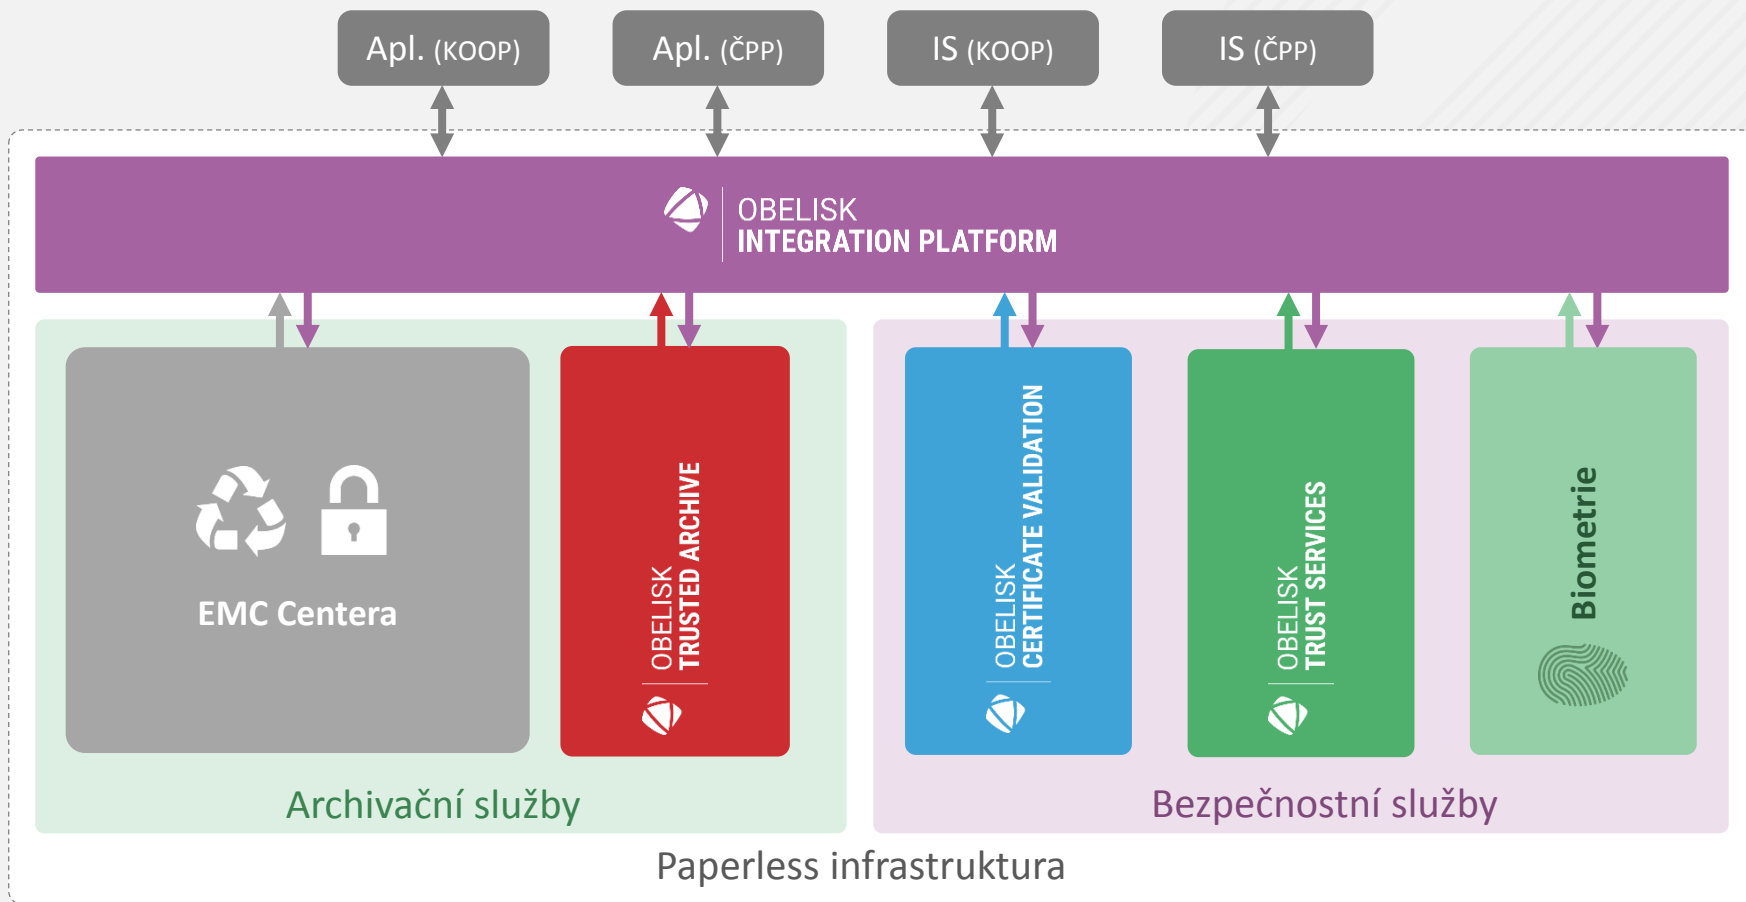 Apl. (KOOP)
Apl. (ČPP)
IS (KOOP)
IS (ČPP)
OBELISK
INTEGRATION PLATFORM
EMC Centera
OBELISK
TRUSTED ARCHIVE
OBELISK
CERTIFICATE VALIDATION
OBELISK
TRUST SERVICES
Biometrie
Archivační služby
Bezpečnostní služby
Paperless infrastruktura